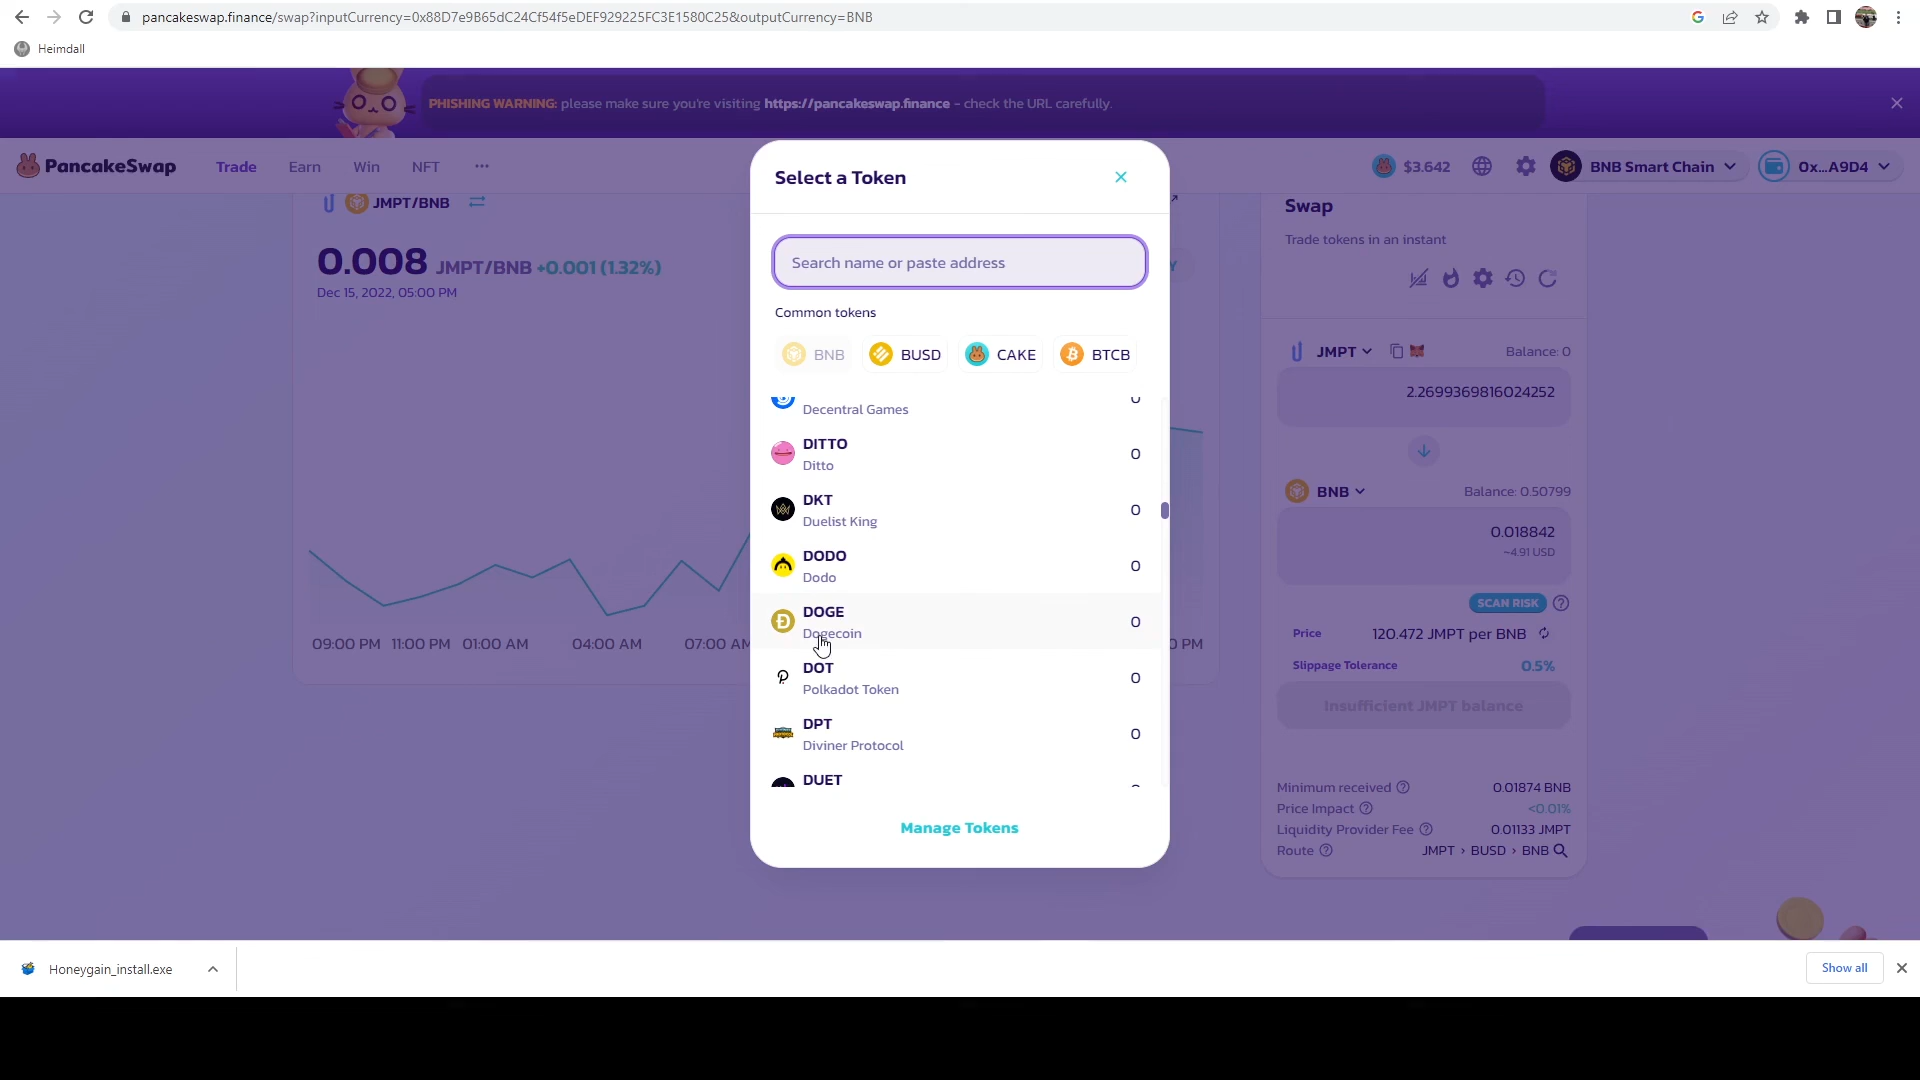 pancakeswap.finance/swap?inputCurrency=0x88D7e9B65dC24Cf54f5eDEF929225FC3E1580C25&outputCurrency=BNB
Heimdall
PHISHING WARNING: please make sure you're visiting https://pancakeswap.finance - check the URL carefully.
PancakeSwap Trade Earn Win NFT $3.642 BNB Smart Chain 0x...A9D4
JMPT/BNB
0.008 JMPT/BNB +0.001 (1.32%)
Dec 15, 2022, 05:00 PM
09:00 PM 11:00 PM 01:00 AM 04:00 AM 07:00 AM
Select a Token
Search name or paste address
Common tokens
BNB BUSD CAKE BTCB
Decentral Games 0
DITTO
Ditto 0
DKT
Duelist King 0
DODO
Dodo 0
DOGE
Dogecoin 0
DOT
Polkadot Token 0
DPT
Diviner Protocol 0
DUET
Manage Tokens
Swap
Trade tokens in an instant
JMPT Balance: 0
2.2699369816024252
BNB Balance: 0.50799
0.018842
~4.91 USD
SCAN RISK
Price 120.472 JMPT per BNB
Slippage Tolerance 0.5%
Insufficient JMPT balance
Minimum received 0.01874 BNB
Price Impact <0.01%
Liquidity Provider Fee 0.01133 JMPT
Route JMPT > BUSD > BNB
Honeygain_install.exe
Show all